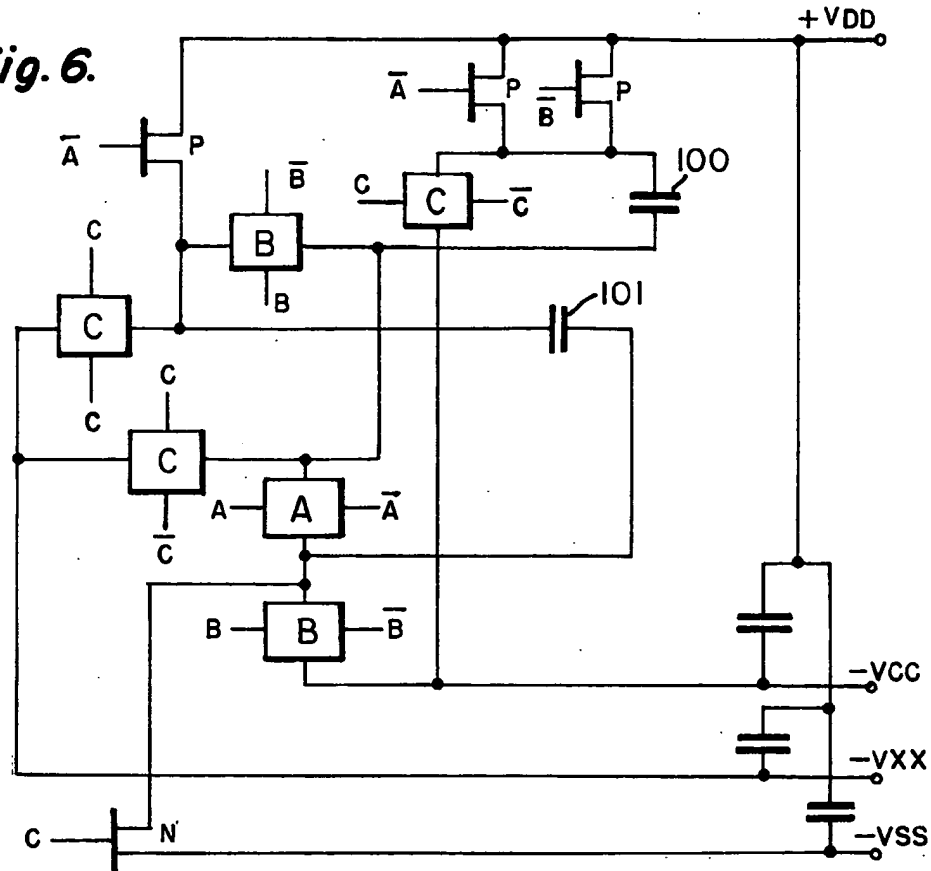 +VDD
Fig. 6.
A̅ P B̅ P
A̅ P
B̅
100
C C C̅
B
C
B
101
C
C
C
C
A A A̅
C̅
B B B̅
-VCC
-VXX
C N
-VSS